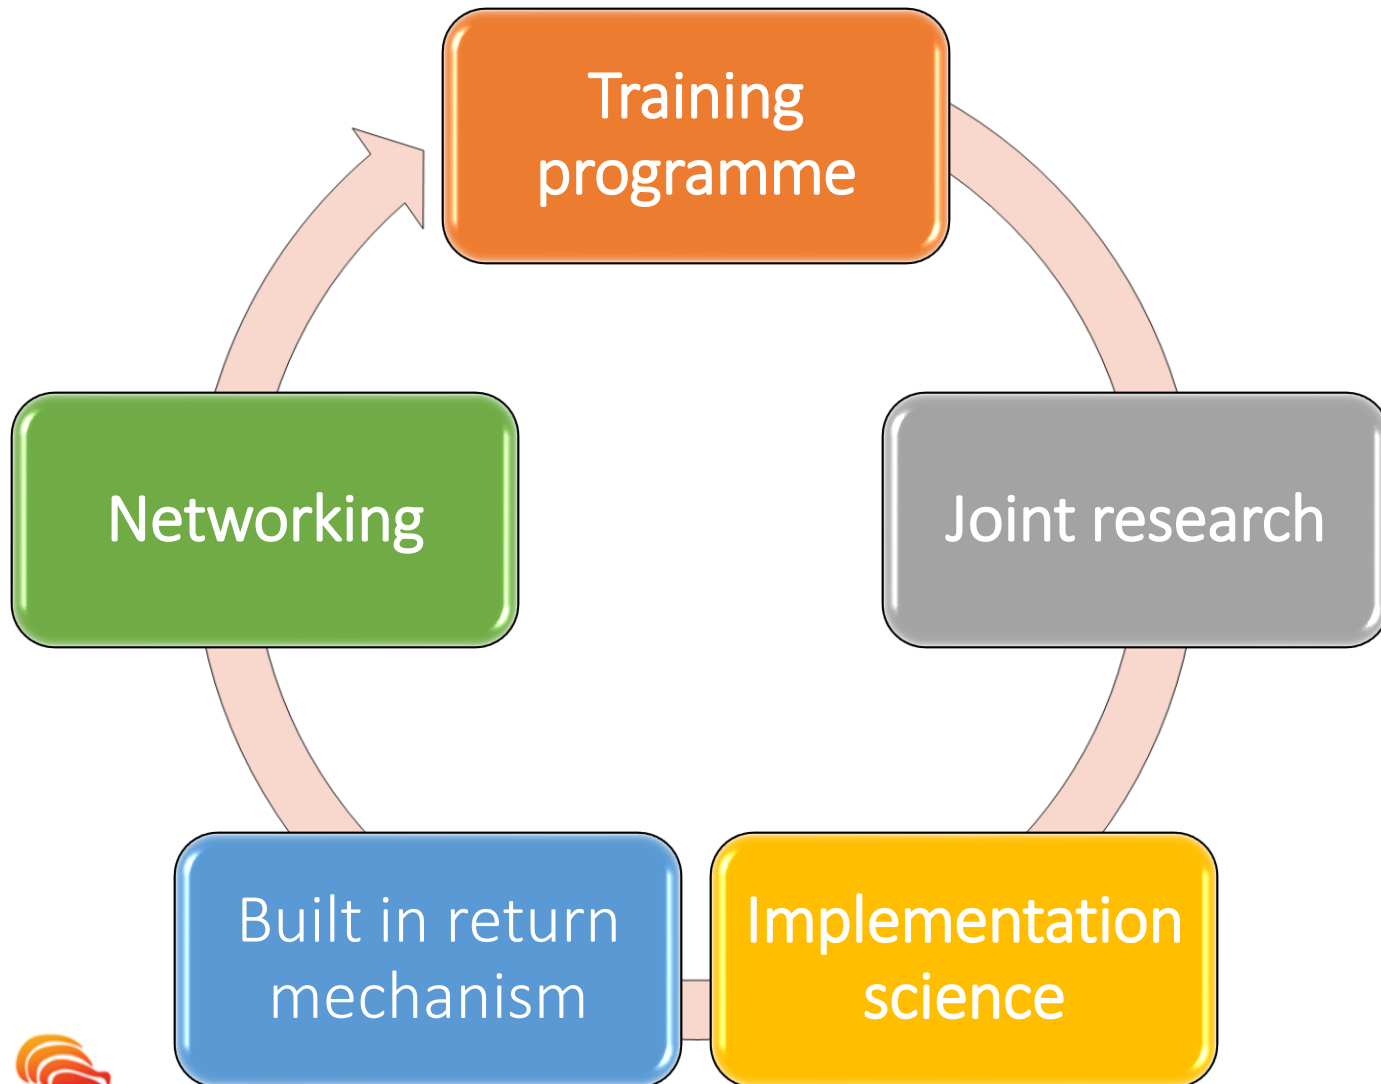 Training
programme
Joint research
Implementation
science
Built in return
mechanism
Networking